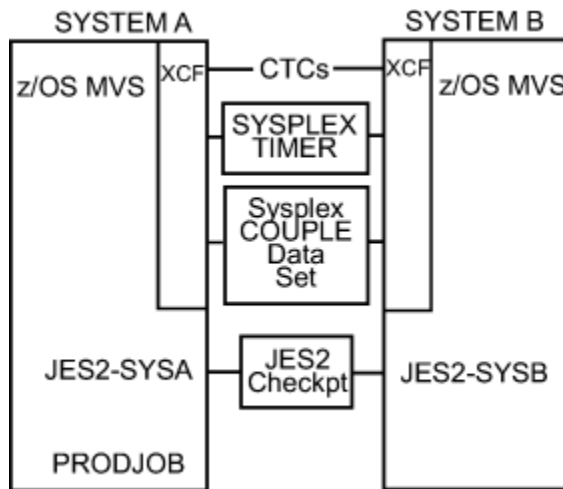 SYSTEM A
SYSTEM B
XCF
CTCs
XCF
z/OS MVS
z/OS MVS
SYSPLEX
TIMER
Sysplex
COUPLE
Data
Set
JES2-SYSA
JES2
Checkpt
JES2-SYSB
PRODJOB